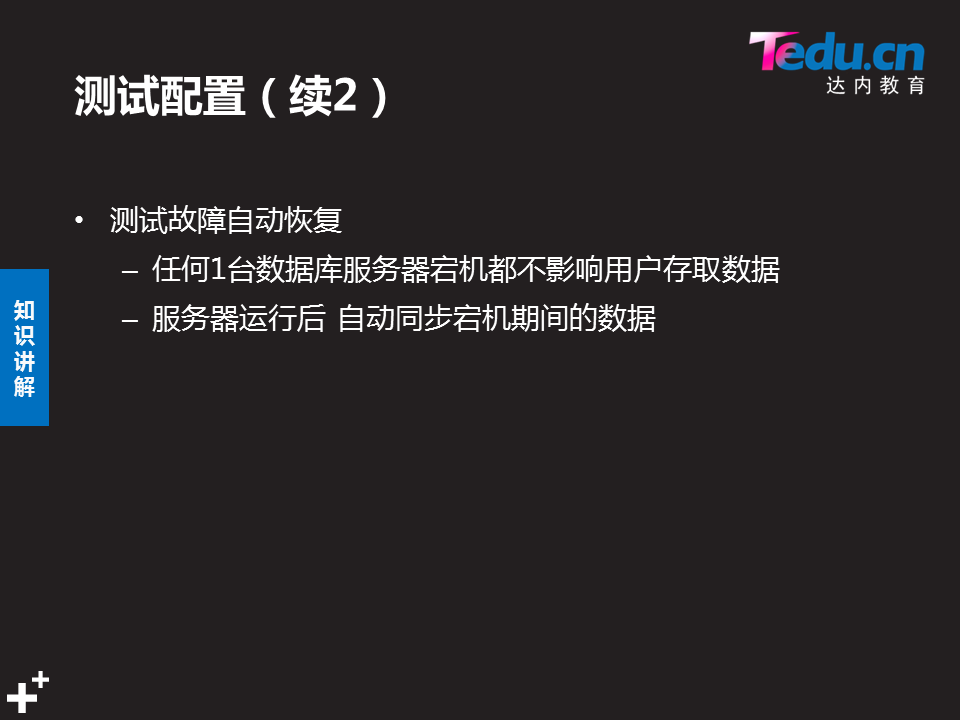 Tedu.cn
达内教育
测试配置（续2）
• 测试故障自动恢复
– 任何1台数据库服务器宕机都不影响用户存取数据
– 服务器运行后 自动同步宕机期间的数据
知
识
讲
解